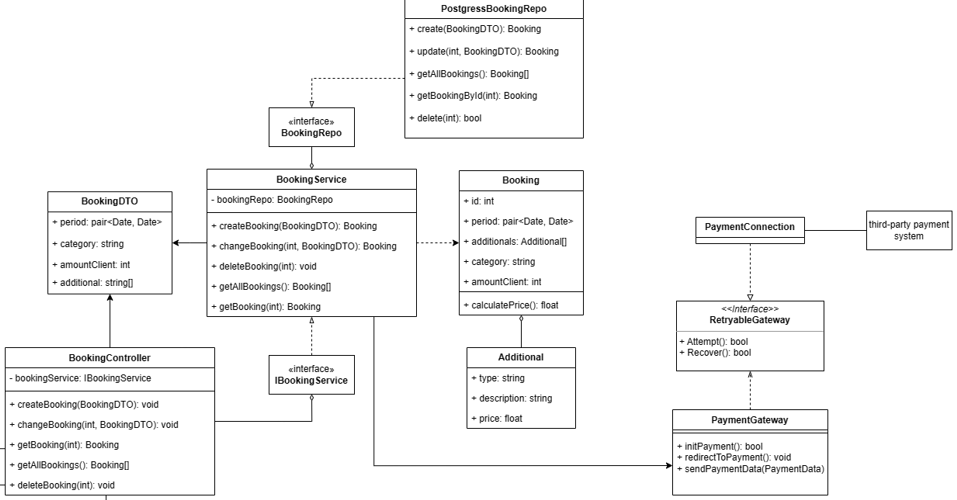 PostgressBookingRepo
+ create(BookingDTO): Booking
+ update(int, BookingDTO): Booking
+ getAllBookings(): Booking[]
+ getBookingById(int): Booking
+ delete(int): bool
«interface»
BookingRepo
BookingService
- bookingRepo: BookingRepo
+ createBooking(BookingDTO): Booking
+ changeBooking(int, BookingDTO): Booking
+ deleteBooking(int): void
+ getAllBookings(): Booking[]
+ getBooking(int): Booking
Booking
+ id: int
+ period: pair<Date, Date>
+ additionals: Additional[]
+ category: string
+ amountClient: int
+ calculatePrice(): float
BookingDTO
+ period: pair<Date, Date>
+ category: string
+ amountClient: int
+ additional: string[]
PaymentConnection
third-party payment
system
<<Interface>>
RetryableGateway
+ Attempt(): bool
+ Recover(): bool
BookingController
- bookingService: IBookingService
+ createBooking(BookingDTO): void
+ changeBooking(int, BookingDTO): void
+ getBooking(int): Booking
+ getAllBookings(): Booking[]
+ deleteBooking(int): void
«interface»
IBookingService
Additional
+ type: string
+ description: string
+ price: float
PaymentGateway
+ initPayment(): bool
+ redirectToPayment(): void
+ sendPaymentData(PaymentData)